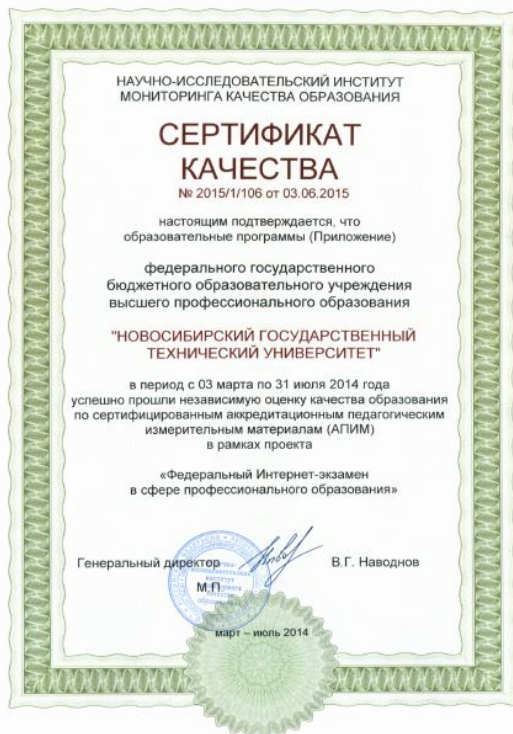 НАУЧНО-ИССЛЕДОВАТЕЛЬСКИЙ ИНСТИТУТ
МОНИТОРИНГА КАЧЕСТВА ОБРАЗОВАНИЯ
СЕРТИФИКАТ
КАЧЕСТВА
№ 2015/1/106 от 03.06.2015
настоящим подтверждается, что
образовательные программы (Приложение)
федерального государственного
бюджетного образовательного учреждения
высшего профессионального образования
"НОВОСИБИРСКИЙ ГОСУДАРСТВЕННЫЙ
ТЕХНИЧЕСКИЙ УНИВЕРСИТЕТ"
в период с 03 марта по 31 июля 2014 года
успешно прошли независимую оценку качества образования
по сертифицированным аккредитационным педагогическим
измерительным материалам (АПИМ)
в рамках проекта
«Федеральный Интернет-экзамен
в сфере профессионального образования»
Генеральный директор В.Г. Наводнов
М.П.
март – июль 2014